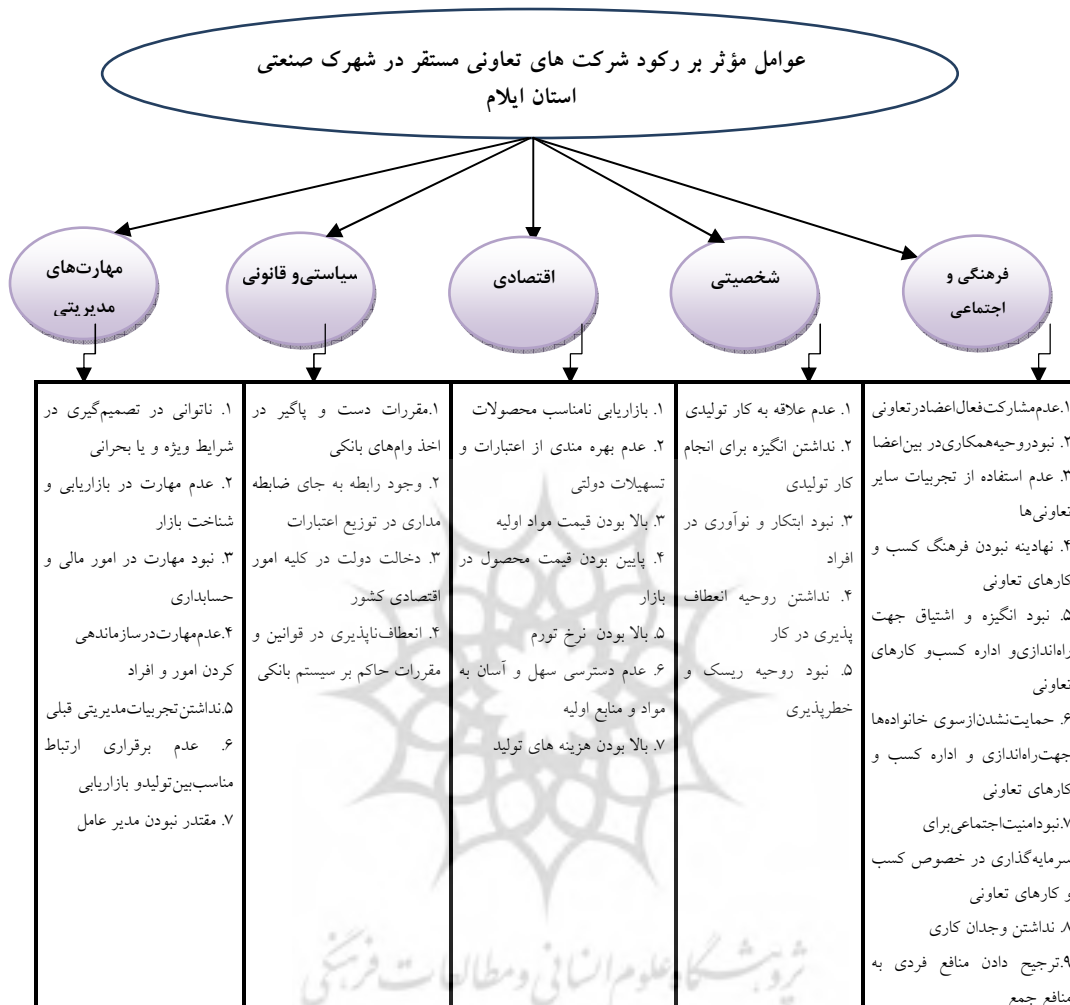 عوامل مؤثر بر رکود شرکت های تعاونی مستقر در شهرک صنعتی
استان ایلام
فرهنگی و
اجتماعی
شخصیتی
اقتصادی
سیاستی‌و قانونی
مهارت‌های
مدیریتی
۱.عدم‌مشارکت‌فعال‌اعضادرتعاونی
۲. نبودروحیه‌همکاری‌در بین‌اعضا
۳. عدم استفاده از تجربیات سایر
تعاونی‌ها
۴. نهادینه نبودن فرهنگ کسب و
کارهای تعاونی
۵. نبود انگیزه و اشتیاق جهت
راه‌اندازی‌و اداره کسب‌و کارهای
تعاونی
۶. حمایت‌نشدن‌ازسوی خانواده‌ها
جهت‌راه‌اندازی و اداره کسب و
کارهای تعاونی
۷.نبودامنیت‌اجتماعی‌برای
سرمایه‌گذاری در خصوص کسب
و کارهای تعاونی
۸. نداشتن وجدان کاری
۹.ترجیح دادن منافع فردی به
منافع جمع
۱. عدم علاقه به کار تولیدی
۲. نداشتن انگیزه برای انجام
کار تولیدی
۳. نبود ابتکار و نوآوری در
افراد
۴. نداشتن روحیه انعطاف
پذیری در کار
۵. نبود روحیه ریسک و
خطرپذیری
۱. بازاریابی نامناسب محصولات
۲. عدم بهره مندی از اعتبارات و
تسهیلات دولتی
۳. بالا بودن قیمت مواد اولیه
۴. پایین بودن قیمت محصول در
بازار
۵. بالا بودن نرخ تورم
۶. عدم دسترسی سهل و آسان به
مواد و منابع اولیه
۷. بالا بودن هزینه های تولید
۱.مقررات دست و پاگیر در
اخذ وام‌های بانکی
۲. وجود رابطه به جای ضابطه
مداری در توزیع اعتبارات
۳. دخالت دولت در کلیه امور
اقتصادی کشور
۴. انعطاف‌ناپذیری در قوانین و
مقررات حاکم بر سیستم بانکی
۱. ناتوانی در تصمیم‌گیری در
شرایط ویژه و یا بحرانی
۲. عدم مهارت در بازاریابی و
شناخت بازار
۳. نبود مهارت در امور مالی و
حسابداری
۴.عدم‌مهارت‌درسازماندهی
کردن امور و افراد
۵.نداشتن‌تجربیات‌مدیریتی قبلی
۶. عدم برقراری ارتباط
مناسب‌بین‌تولیدو بازاریابی
۷. مقتدر نبودن مدیر عامل
پژوهشگاه علوم انسانی و مطالعات فرهنگی